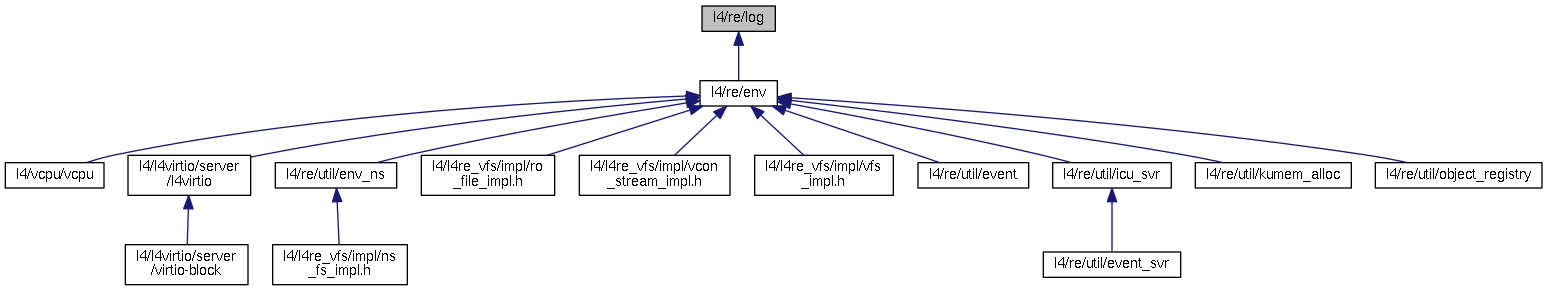 l4/re/log
l4/re/env
l4/vcpu/vcpu
l4/l4virtio/server
/l4virtio
l4/re/util/env_ns
l4/l4re_vfs/impl/ro
_file_impl.h
l4/l4re_vfs/impl/vcon
_stream_impl.h
l4/l4re_vfs/impl/vfs
_impl.h
l4/re/util/event
l4/re/util/icu_svr
l4/re/util/kumem_alloc
l4/re/util/object_registry
l4/l4virtio/server
/virtio-block
l4/l4re_vfs/impl/ns
_fs_impl.h
l4/re/util/event_svr